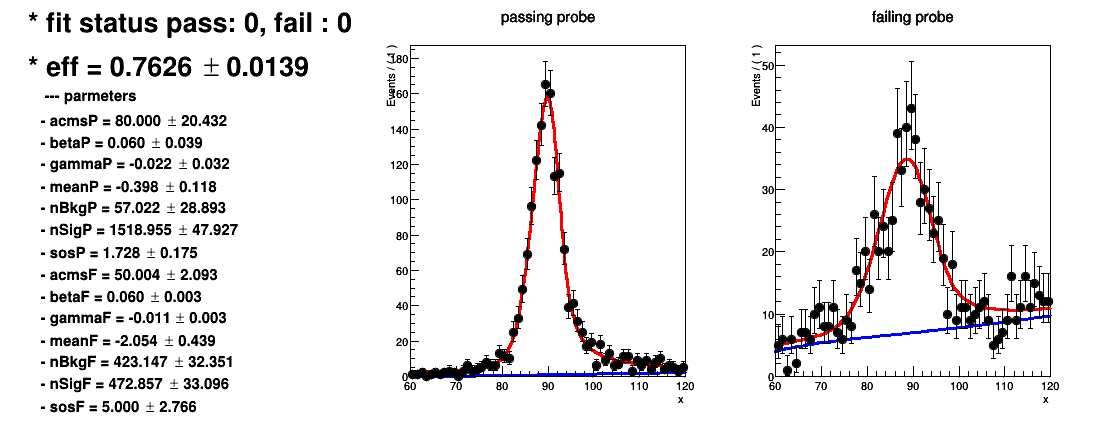 * fit status pass: 0, fail : 0
* eff = 0.7626 ± 0.0139
--- parmeters
- acmsP = 80.000 ± 20.432
- betaP = 0.060 ± 0.039
- gammaP = -0.022 ± 0.032
- meanP = -0.398 ± 0.118
- nBkgP = 57.022 ± 28.893
- nSigP = 1518.955 ± 47.927
- sosP = 1.728 ± 0.175
- acmsF = 50.004 ± 2.093
- betaF = 0.060 ± 0.003
- gammaF = -0.011 ± 0.003
- meanF = -2.054 ± 0.439
- nBkgF = 423.147 ± 32.351
- nSigF = 472.857 ± 33.096
- sosF = 5.000 ± 2.766
passing probe
Events / ( 1 )
180
160
140
120
100
80
60
40
20
0
60 70 80 90 100 110 120
x
failing probe
Events / ( 1 )
50
40
30
20
10
0
60 70 80 90 100 110 120
x